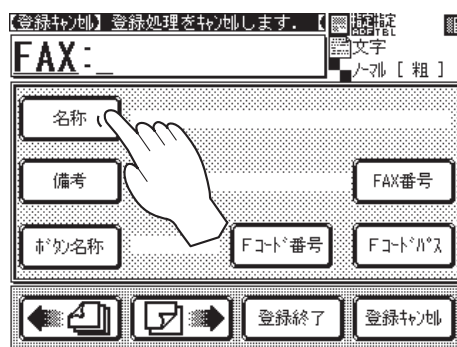 【登録ｷｬﾝｾﾙ】登録処理をｷｬﾝｾﾙします．【
FAX:_
文字
ﾉｰﾏﾙ [ 粗 ]
名称
備考
FAX番号
ﾎﾞﾀﾝ名称
Fｺｰﾄﾞ番号
Fｺｰﾄﾞﾊﾟｽ
登録終了
登録ｷｬﾝｾﾙ